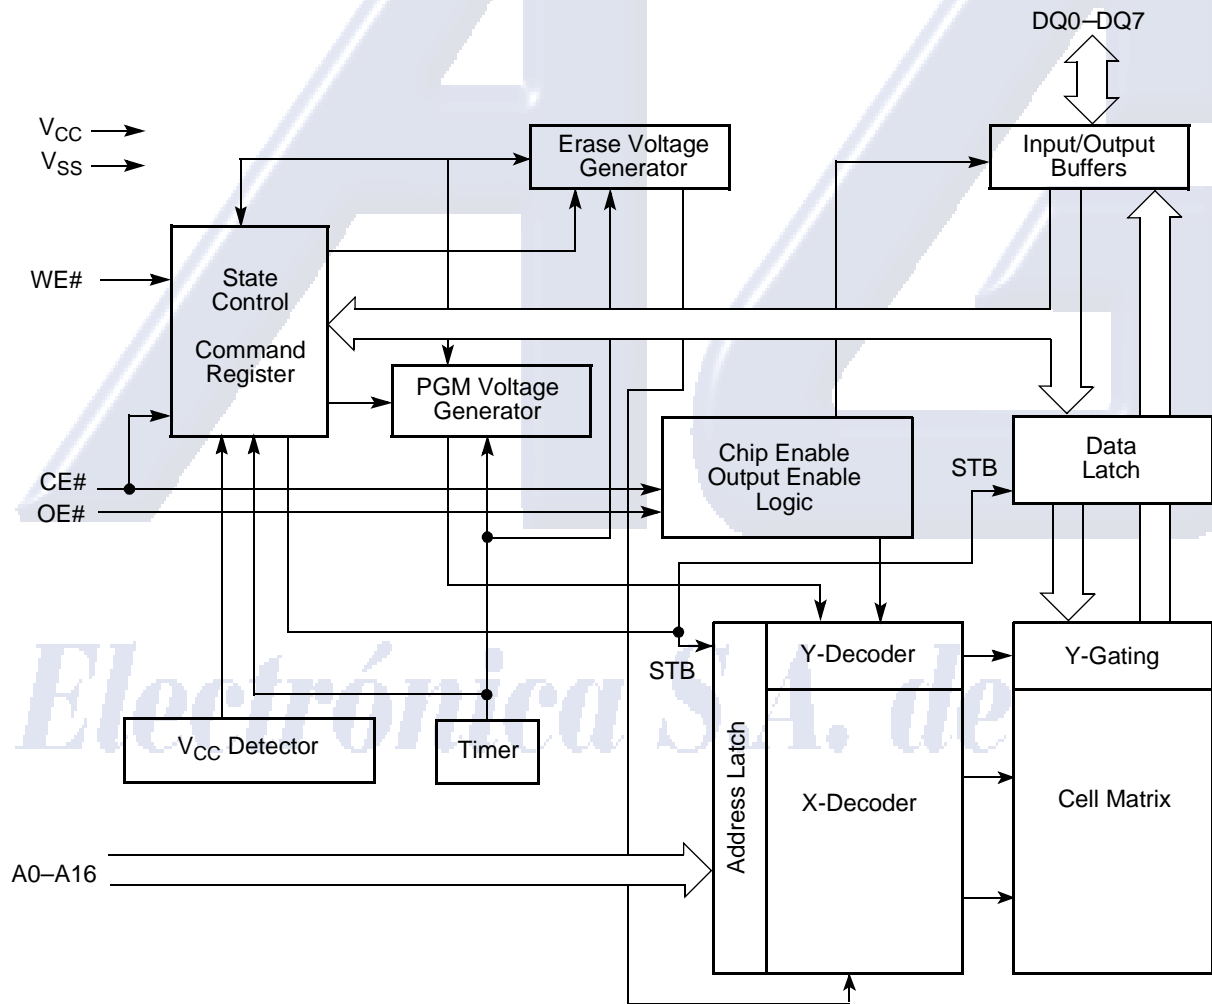 DQ0–DQ7
VCC
VSS
Erase Voltage
Generator
Input/Output
Buffers
WE#
State
Control
Command
Register
PGM Voltage
Generator
Chip Enable
Output Enable
Logic
STB
Data
Latch
CE#
OE#
STB
Y-Decoder
Y-Gating
Electrónica S.A. de
VCC Detector
Timer
Address Latch
X-Decoder
Cell Matrix
A0–A16